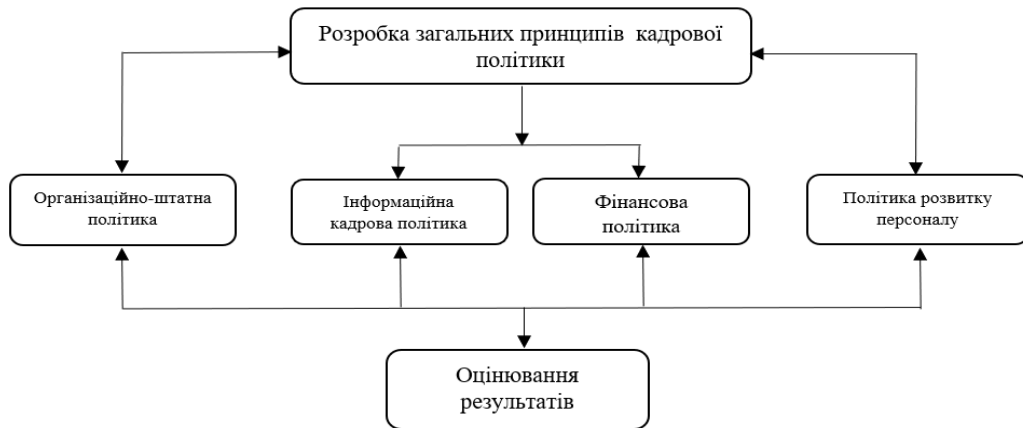 Розробка загальних принципів кадрової
політики
Організаційно-штатна
політика
Інформаційна
кадрова політика
Фінансова
політика
Політика розвитку
персоналу
Оцінювання
результатів